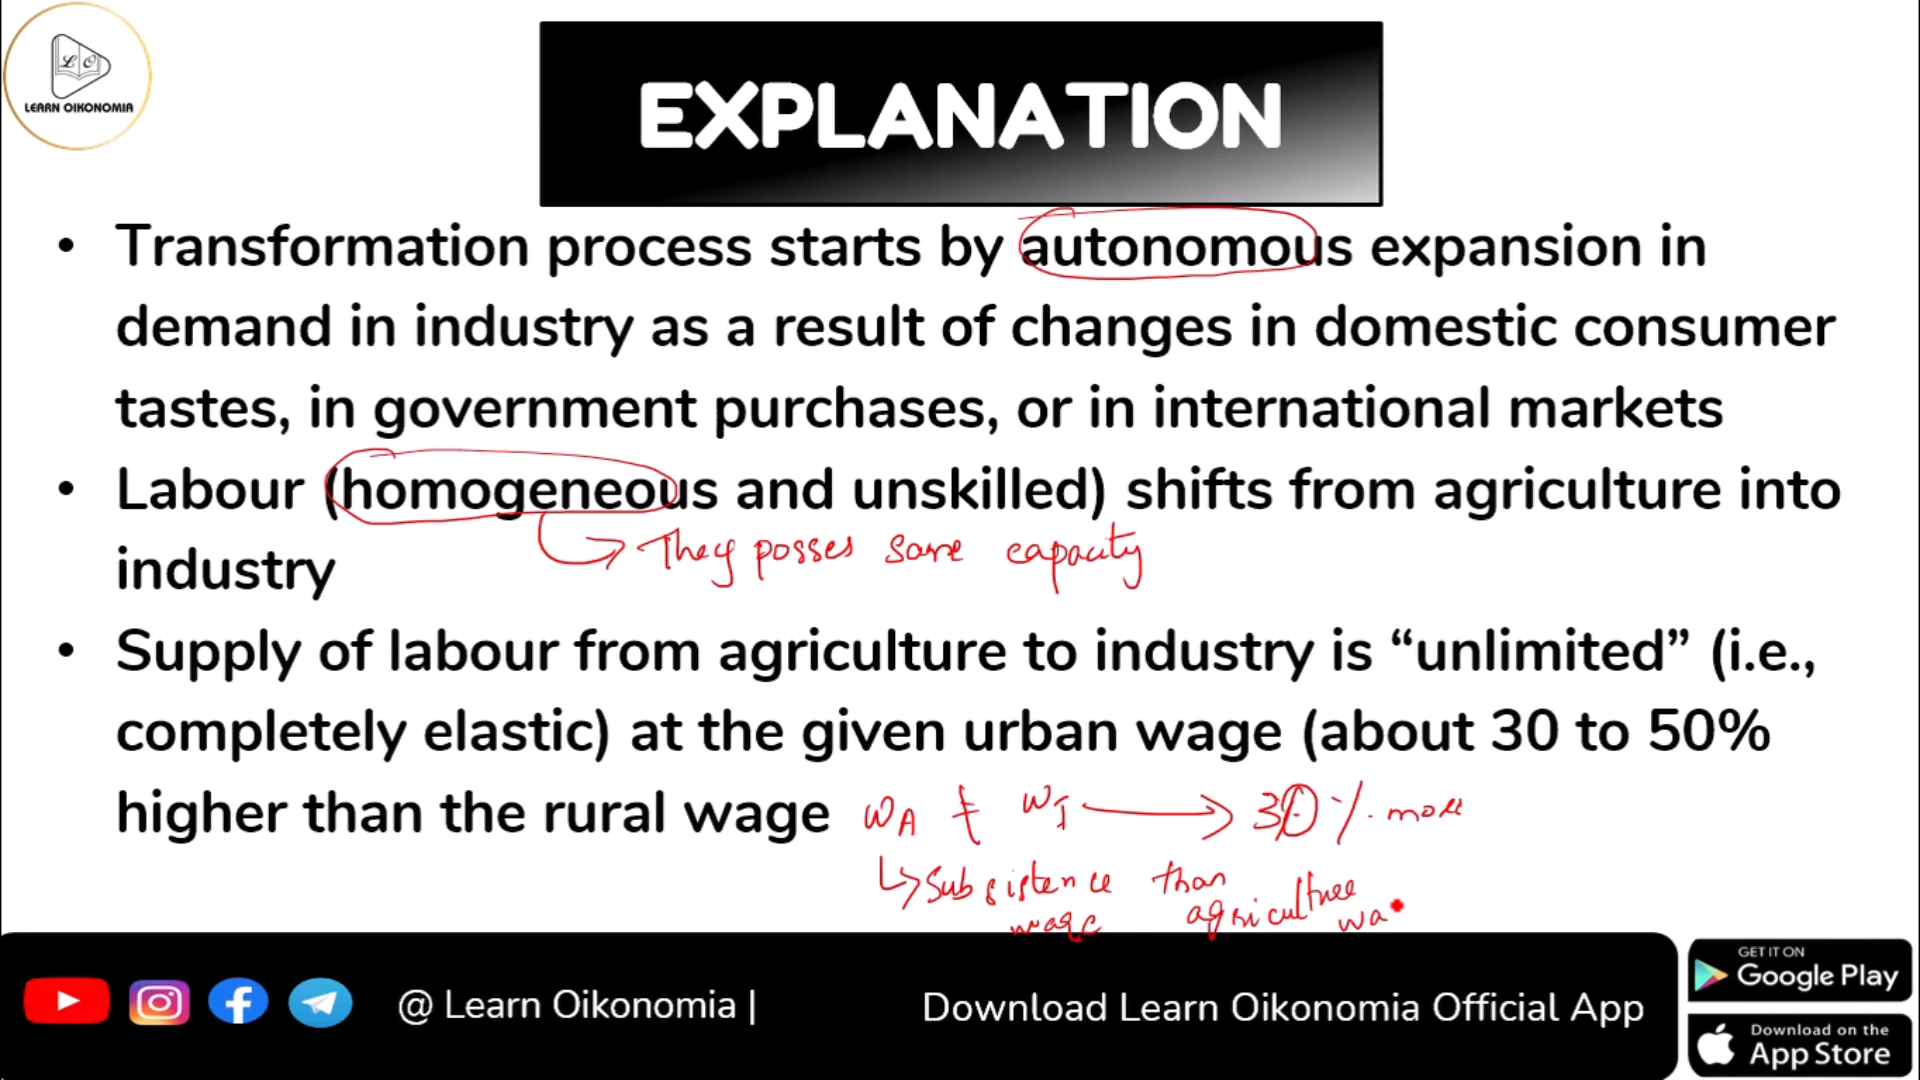 LO
LEARN OIKONOMIA
EXPLANATION
• Transformation process starts by autonomous expansion in
demand in industry as a result of changes in domestic consumer
tastes, in government purchases, or in international markets
• Labour (homogeneous and unskilled) shifts from agriculture into
industry
They posses same capacity
• Supply of labour from agriculture to industry is “unlimited” (i.e.,
completely elastic) at the given urban wage (about 30 to 50%
higher than the rural wage
WA ≠ WI → 30 % more
↳ Subsistence than
wage agriculture wa
@ Learn Oikonomia |
Download Learn Oikonomia Official App
GET IT ON
Google Play
Download on the
App Store